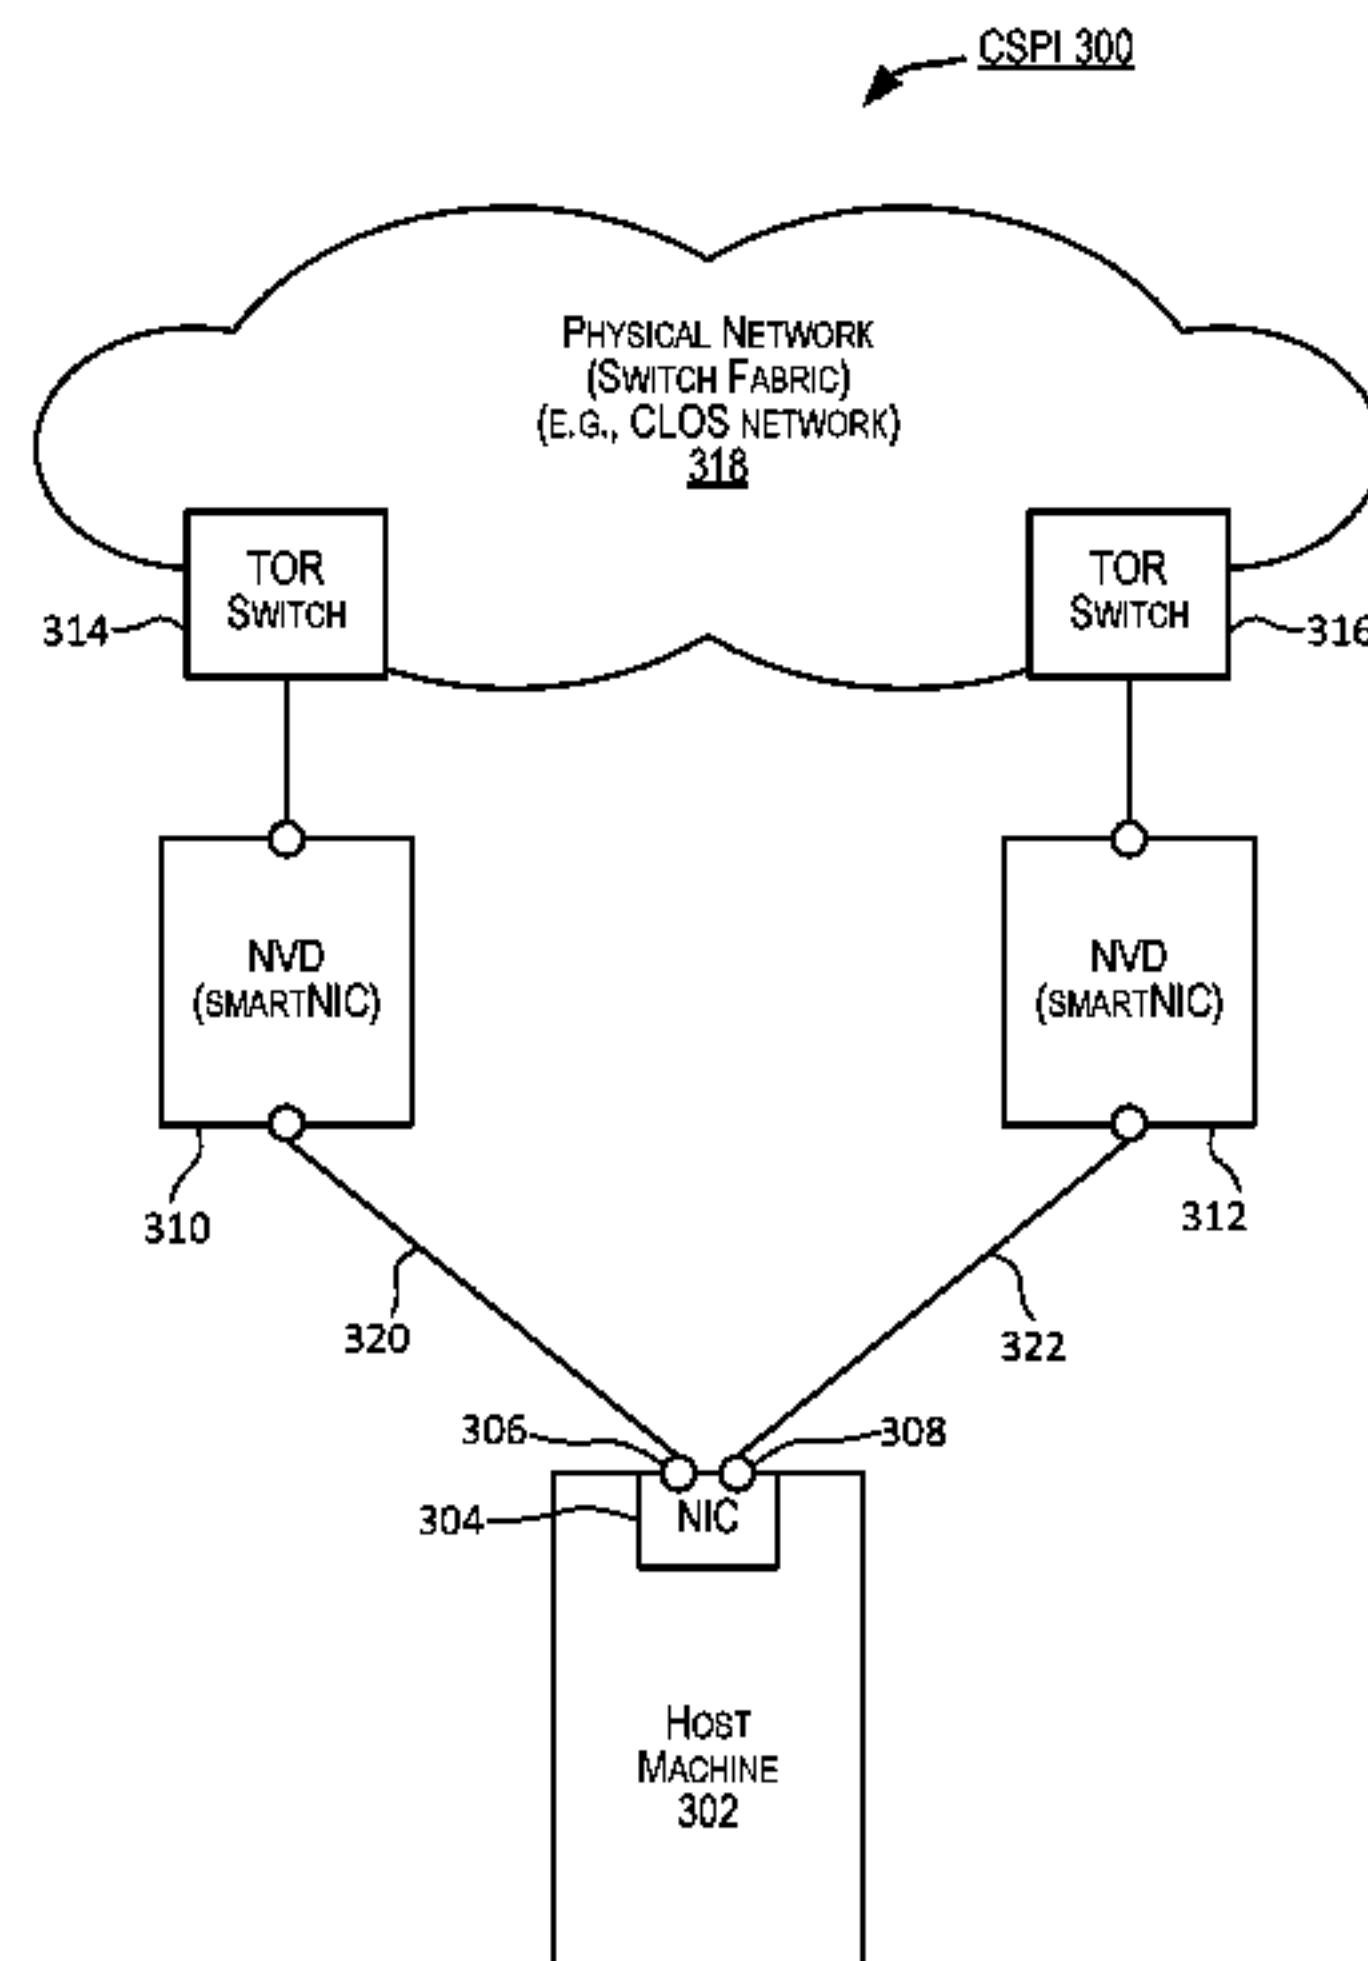 CSPI 300
PHYSICAL NETWORK
(SWITCH FABRIC)
(E.G., CLOS NETWORK)
318
TOR
SWITCH
TOR
SWITCH
314
316
NVD
(SMARTNIC)
NVD
(SMARTNIC)
310
312
320
322
306
308
304
NIC
HOST
MACHINE
302